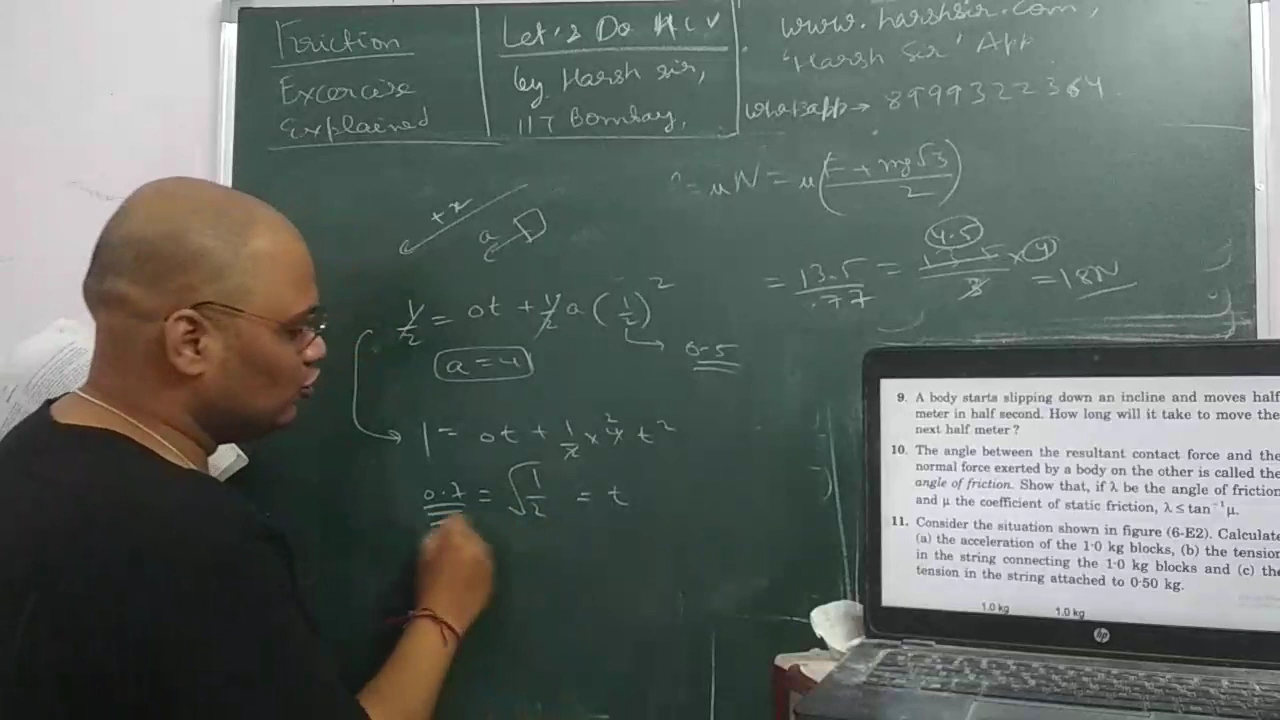 Friction
Excercise
Explained
Let's Do HCV
by Harsh sir,
IIT Bombay,
www.harshsir.com,
'Harsh Sir' App
whatsapp → 8999322364
= μN = μ(F + mg√3 / 2)
= 13.5/.77 = 13.5/3 × 4 = 18N
4.5
+x
a
1/2 = ot + 1/2 a (1/2)²
0.5
a = 4
1 = ot + 1/2 × 4 t²
2
0.7 = √1/2 = t
9. A body starts slipping down an incline and moves half
meter in half second. How long will it take to move the
next half meter ?
10. The angle between the resultant contact force and the
normal force exerted by a body on the other is called the
angle of friction. Show that, if λ be the angle of friction
and μ the coefficient of static friction, λ ≤ tan⁻¹μ.
11. Consider the situation shown in figure (6-E2). Calculate
(a) the acceleration of the 1·0 kg blocks, (b) the tension
in the string connecting the 1·0 kg blocks and (c) the
tension in the string attached to 0·50 kg.
1.0 kg 1.0 kg
hp